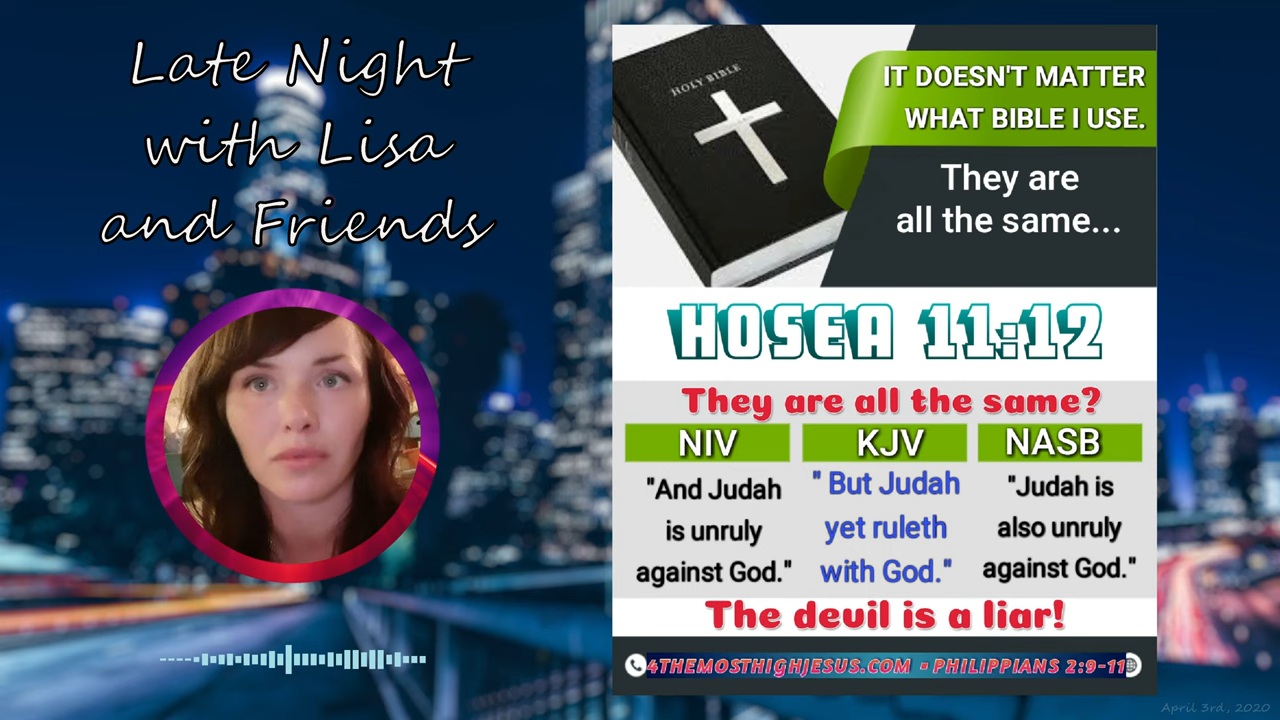 Late Night
with Lisa
and Friends
HOLY BIBLE
IT DOESN'T MATTER
WHAT BIBLE I USE.
They are
all the same...
HOSEA 11:12
They are all the same?
NIV KJV NASB
"And Judah
is unruly
against God."
" But Judah
yet ruleth
with God."
"Judah is
also unruly
against God."
The devil is a liar!
4THEMOSTHIGHJESUS.COM • PHILIPPIANS 2:9-11
April 3rd, 2020